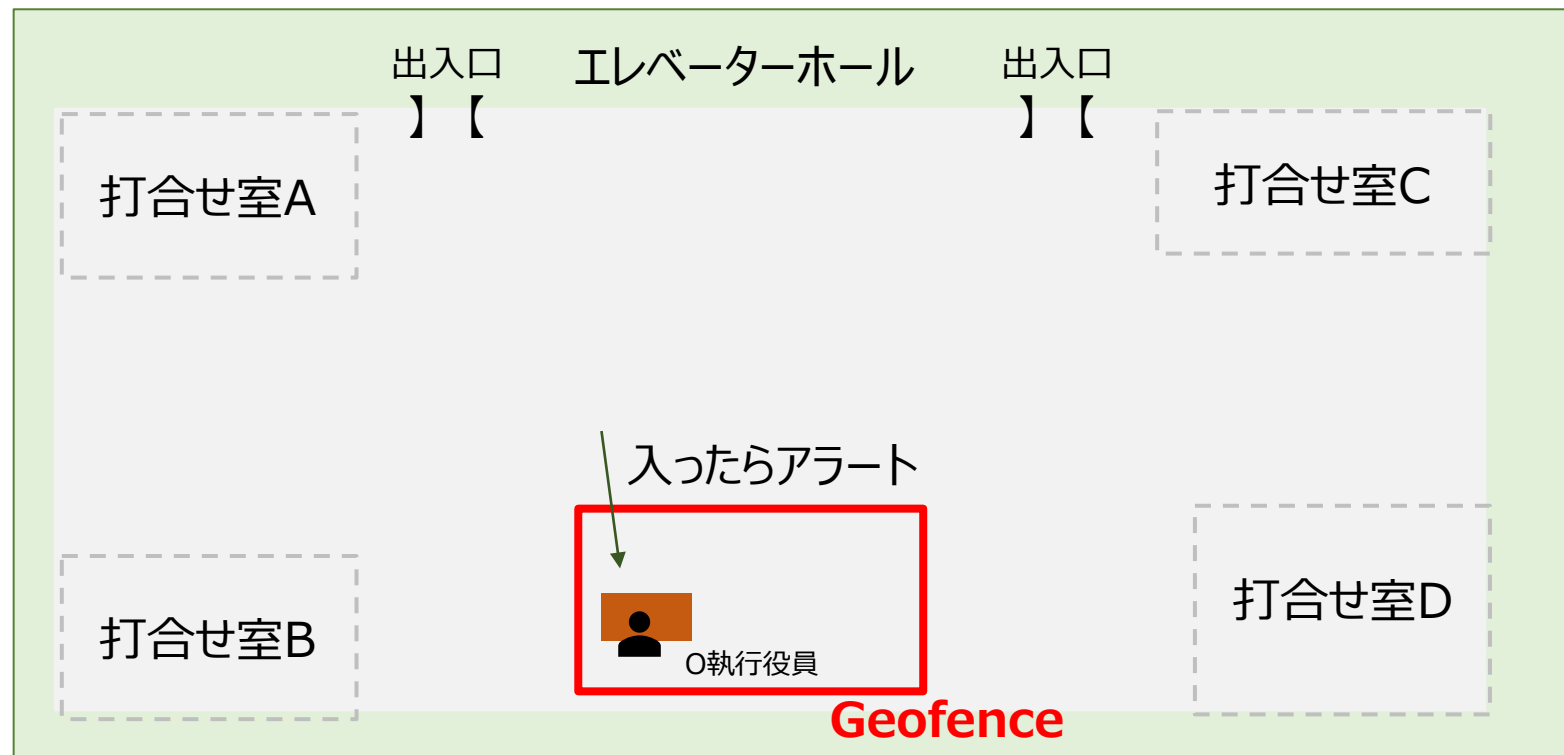 出入口
エレベーターホール
出入口
】【
】【
打合せ室A
打合せ室C
入ったらアラート
打合せ室B
O執行役員
打合せ室D
Geofence